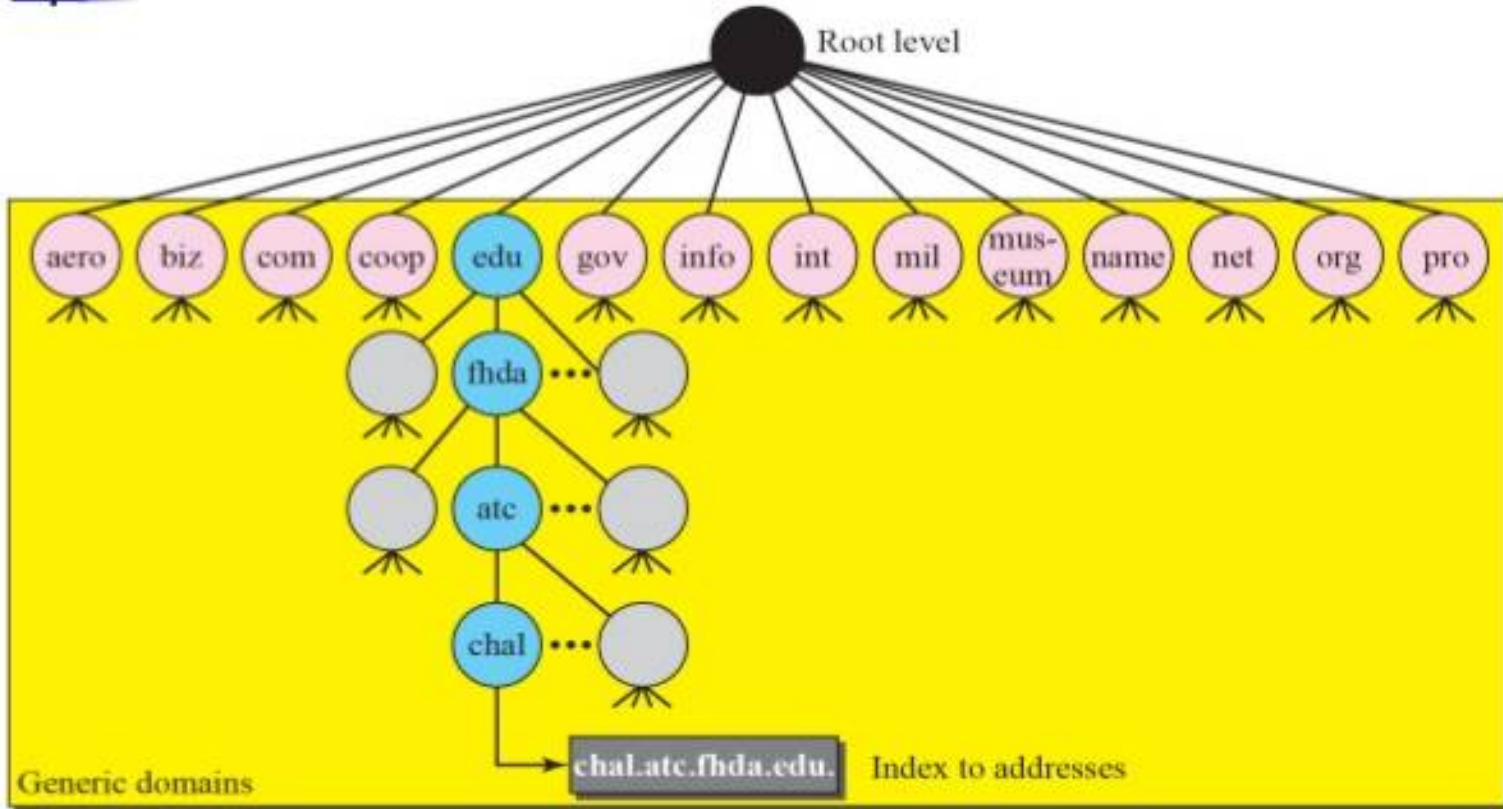 Root level
aero biz com coop edu gov info int mil mus-eum name net org pro
fhda
atc
chal
chal.atc.fhda.edu.
Index to addresses
Generic domains